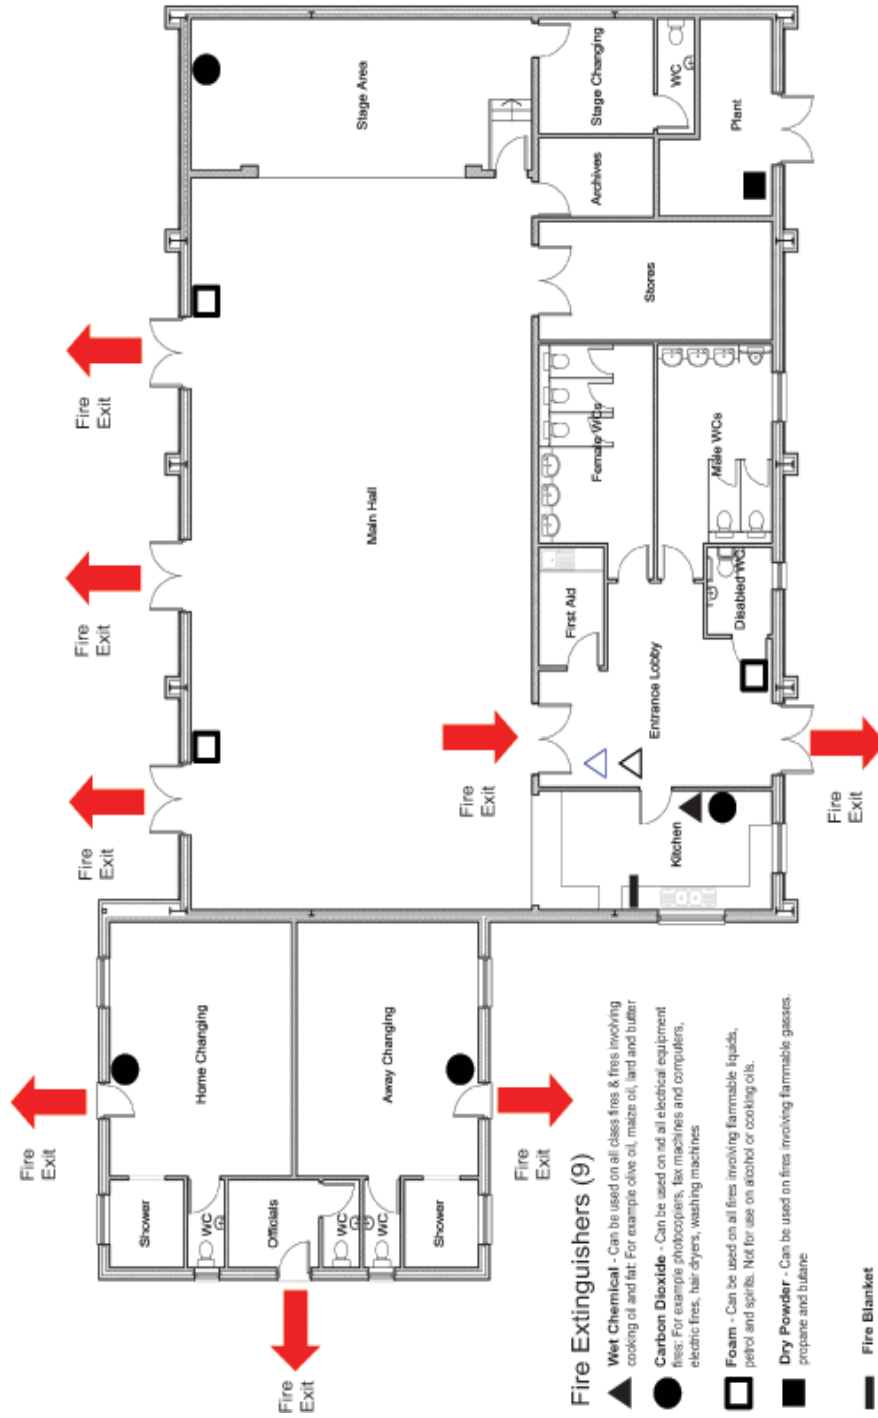 Fire
Exit
Fire
Exit
Fire
Exit
Fire
Exit
Shower
Home Changing
WC
Officials
WC
WC
Shower
Away Changing
Fire
Exit
Main Hall
Stage Area
Fire
Exit
Fire
Exit
First Aid
Female WCs
Archives
Stage Changing
Stores
WC
Kitchen
Entrance Lobby
Disabled WC
Male WCs
Plant
Fire
Exit
Fire Extinguishers (9)
Wet Chemical - Can be used on all class fires & fires involving
cooking oil and fat: For example olive oil, maize oil, lard and butter
Carbon Dioxide - Can be used on nd all electrical equipment
fires: For example photocopiers, fax machines and computers,
electric fires, hair dryers, washing machines
Foam - Can be used on all fires involving flammable liquids,
petrol and spirits. Not for use on alcohol or cooking oils.
Dry Powder - Can be used on fires involving flammable gasses.
propane and butane
Fire Blanket